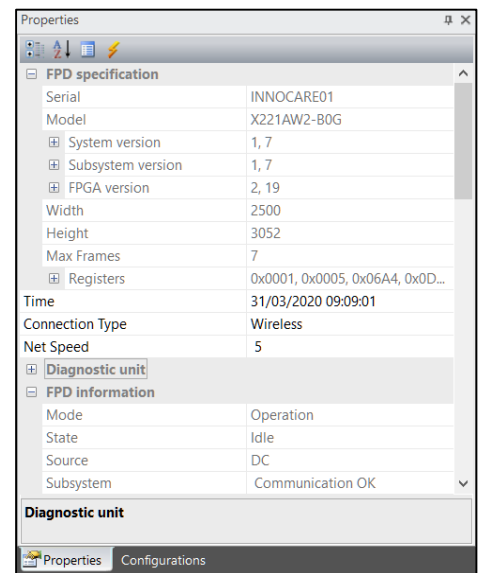 Properties
FPD specification
Serial INNOCARE01
Model X221AW2-B0G
System version 1, 7
Subsystem version 1, 7
FPGA version 2, 19
Width 2500
Height 3052
Max Frames 7
Registers 0x0001, 0x0005, 0x06A4, 0x0D...
Time 31/03/2020 09:09:01
Connection Type Wireless
Net Speed 5
Diagnostic unit
FPD information
Mode Operation
State Idle
Source DC
Subsystem Communication OK
Diagnostic unit
Properties Configurations